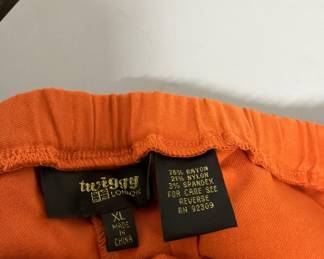 twiggy
LONDON
XL
MADE
IN
CHINA
76% RAYON
21% NYLON
3% SPANDEX
FOR CARE SEE
REVERSE
RN 92309